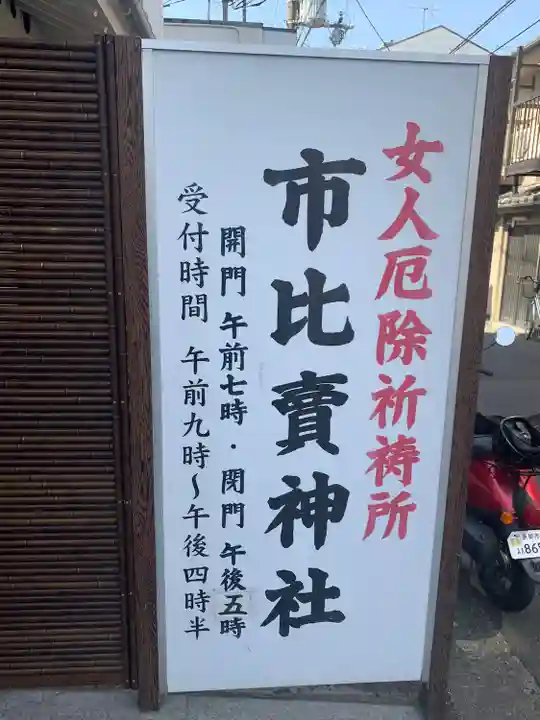 女人厄除祈祷所
市比賣神社
開門 午前七時・閉門 午後五時
受付時間 午前九時～午後四時半